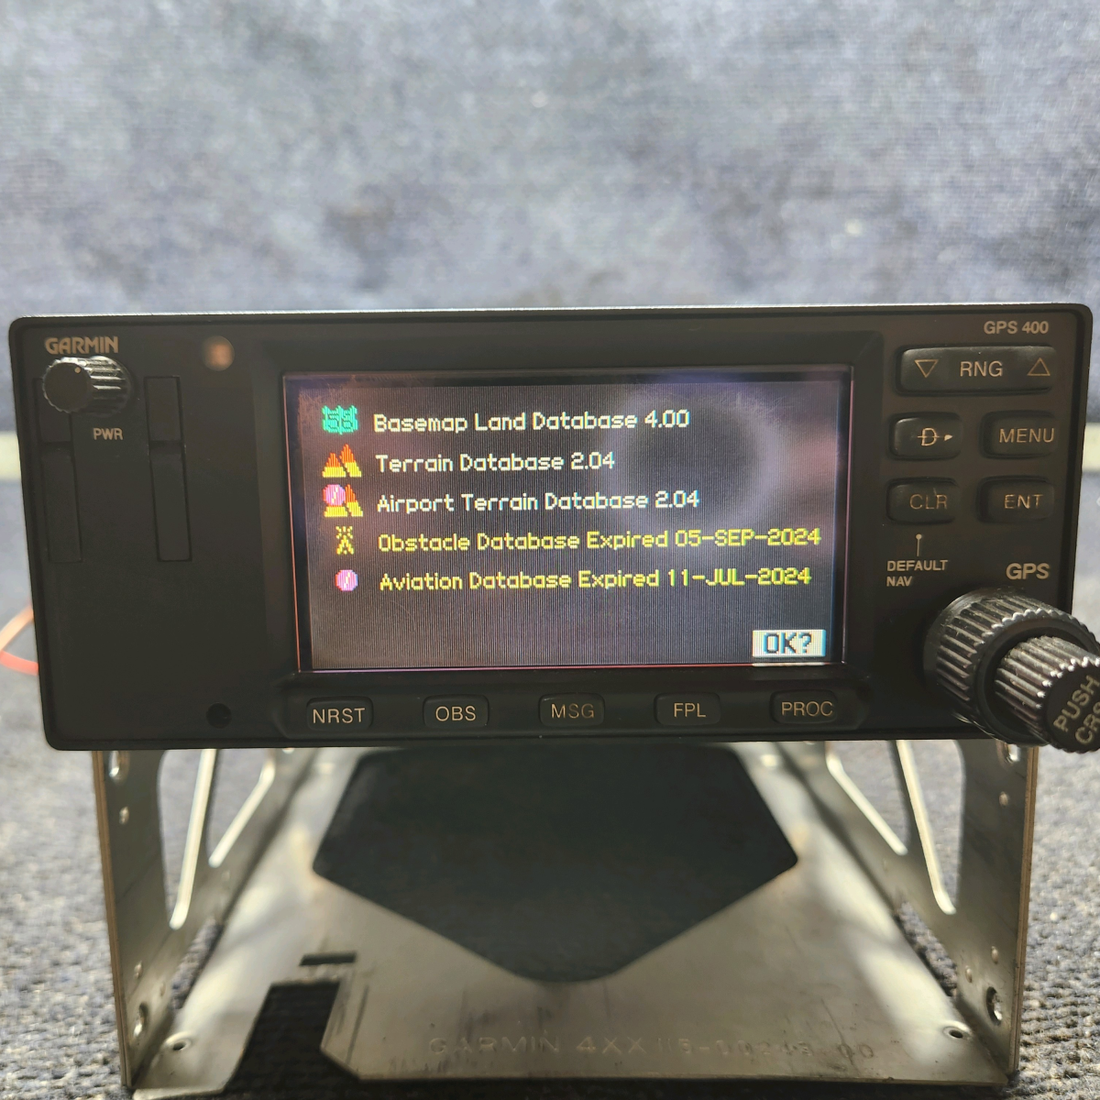 GARMIN
GPS 400
PWR
RNG
MENU
CLR
ENT
DEFAULT
NAV
GPS
PUSH
Basemap Land Database 4.00
Terrain Database 2.04
Airport Terrain Database 2.04
Obstacle Database Expired 05-SEP-2024
Aviation Database Expired 11-JUL-2024
OK?
NRST
OBS
MSG
FPL
PROC
GARMIN 4XX